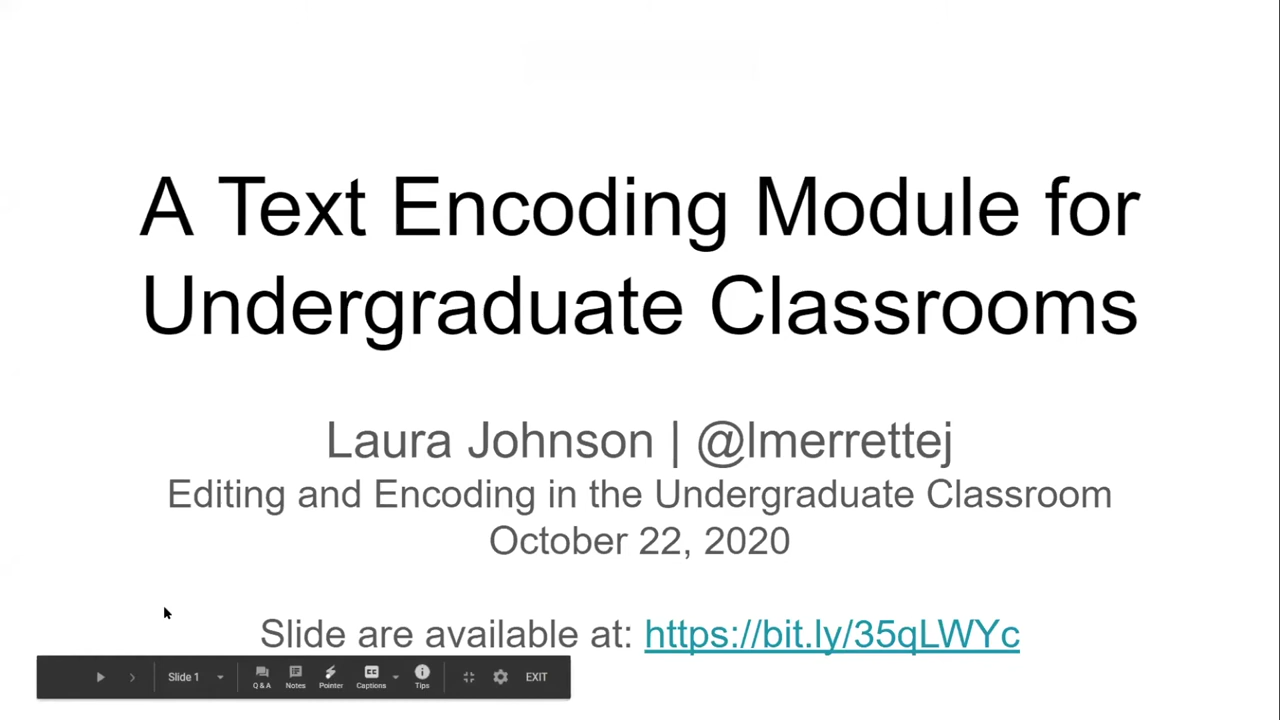 A Text Encoding Module for
Undergraduate Classrooms
Laura Johnson | @lmerrettej
Editing and Encoding in the Undergraduate Classroom
October 22, 2020
Slide are available at: https://bit.ly/35qLWYc
Slide 1
Q & A
Notes
Pointer
Captions
Tips
EXIT